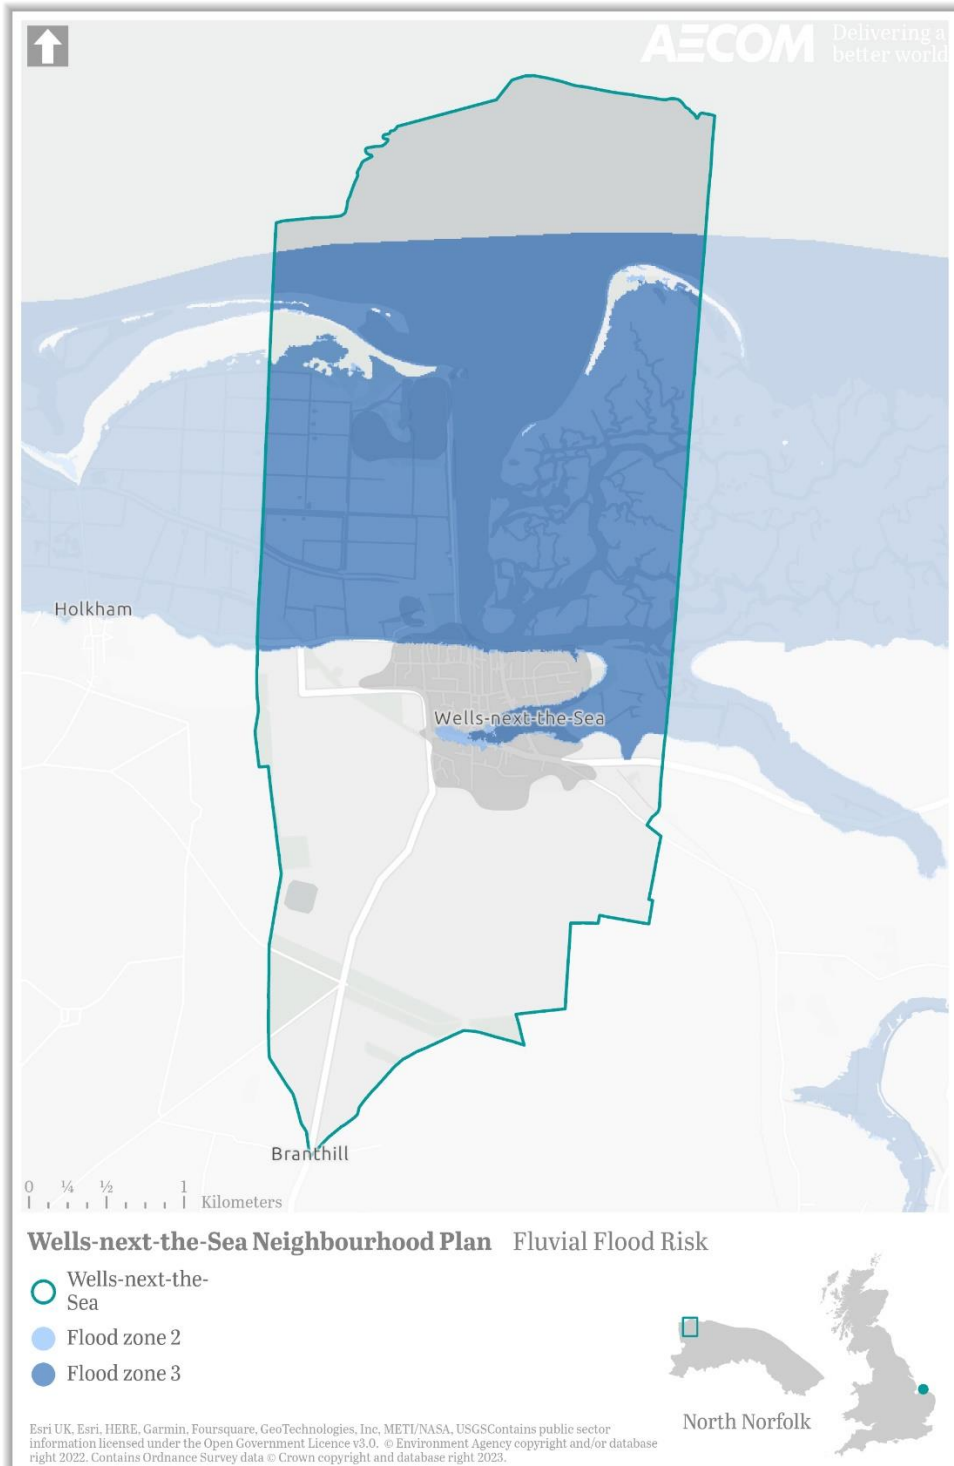 AECOM Delivering a
better world
Holkham
Wells-next-the-Sea
Branthill
0 ¼ ½ 1
Kilometers
Wells-next-the-Sea Neighbourhood Plan Fluvial Flood Risk
Wells-next-the-
Sea
Flood zone 2
Flood zone 3
North Norfolk
Esri UK, Esri, HERE, Garmin, Foursquare, GeoTechnologies, Inc, METI/NASA, USGSContains public sector
information licensed under the Open Government Licence v3.0. © Environment Agency copyright and/or database
right 2022. Contains Ordnance Survey data © Crown copyright and database right 2023.